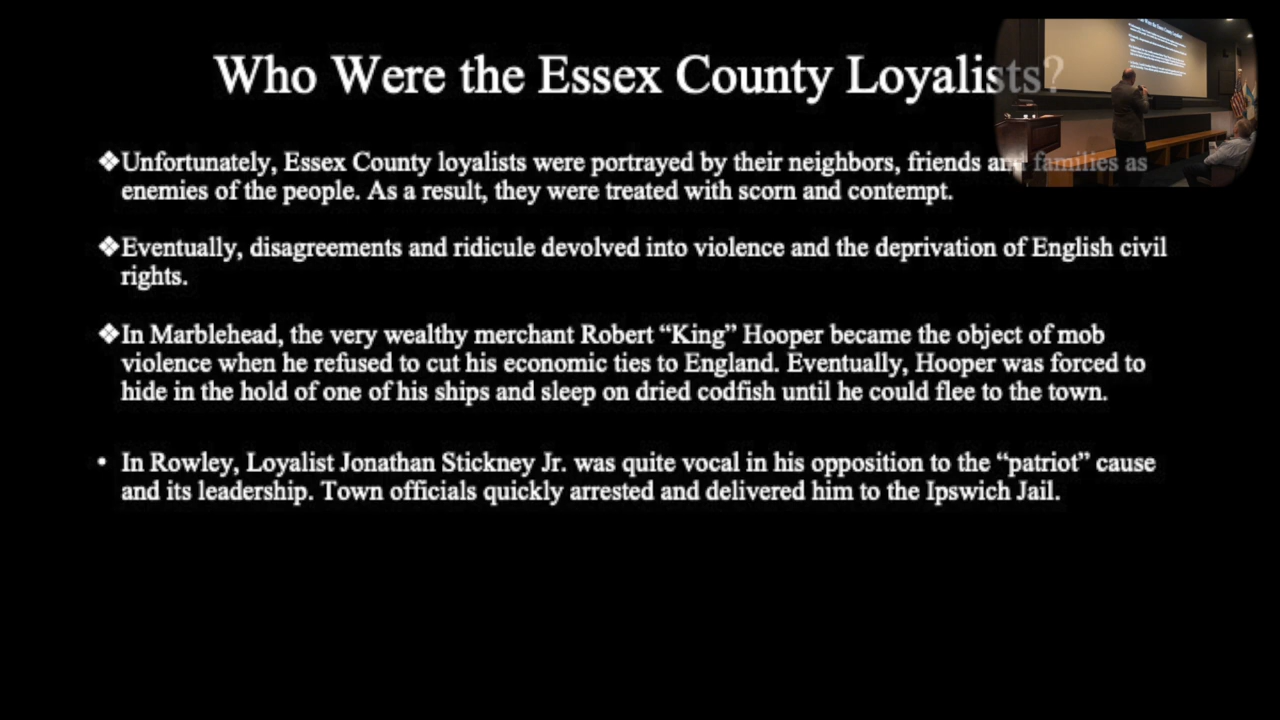 Who Were the Essex County Loyalists?
❖Unfortunately, Essex County loyalists were portrayed by their neighbors, friends and families as
enemies of the people. As a result, they were treated with scorn and contempt.
❖Eventually, disagreements and ridicule devolved into violence and the deprivation of English civil
rights.
❖In Marblehead, the very wealthy merchant Robert “King” Hooper became the object of mob
violence when he refused to cut his economic ties to England. Eventually, Hooper was forced to
hide in the hold of one of his ships and sleep on dried codfish until he could flee to the town.
• In Rowley, Loyalist Jonathan Stickney Jr. was quite vocal in his opposition to the “patriot” cause
and its leadership. Town officials quickly arrested and delivered him to the Ipswich Jail.